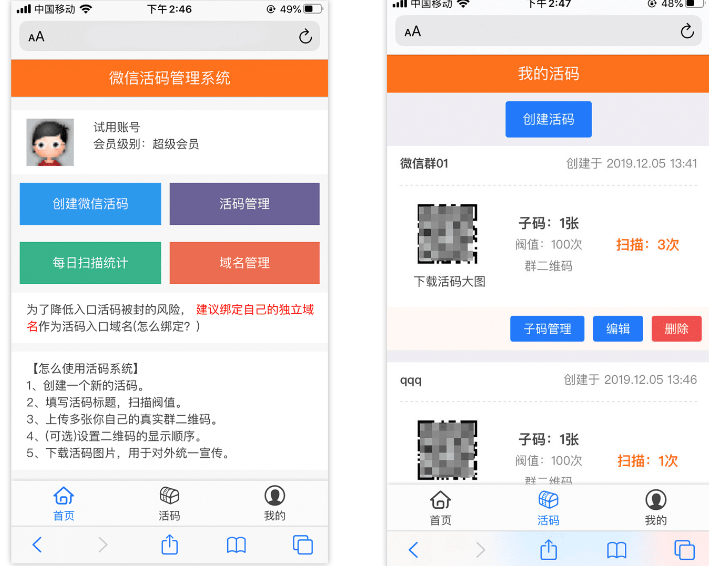 中国移动
下午2:46
49%
AA
微信活码管理系统
试用账号
会员级别：超级会员
创建微信活码
活码管理
每日扫描统计
域名管理
为了降低入口活码被封的风险， 建议绑定自己的独立域
名作为活码入口域名(怎么绑定？)
【怎么使用活码系统】
1、创建一个新的活码。
2、填写活码标题，扫描阀值。
3、上传多张你自己的真实群二维码。
4、(可选)设置二维码的显示顺序。
5、下载活码图片，用于对外统一宣传。
首页
活码
我的
中国移动
下午2:47
48%
AA
我的活码
创建活码
微信群01
创建于 2019.12.05 13:41
子码：1张
阀值：100次
群二维码
扫描：3次
下载活码大图
子码管理
编辑
删除
qqq
创建于 2019.12.05 13:46
子码：1张
阀值：100次
群二维码
扫描：1次
首页
活码
我的